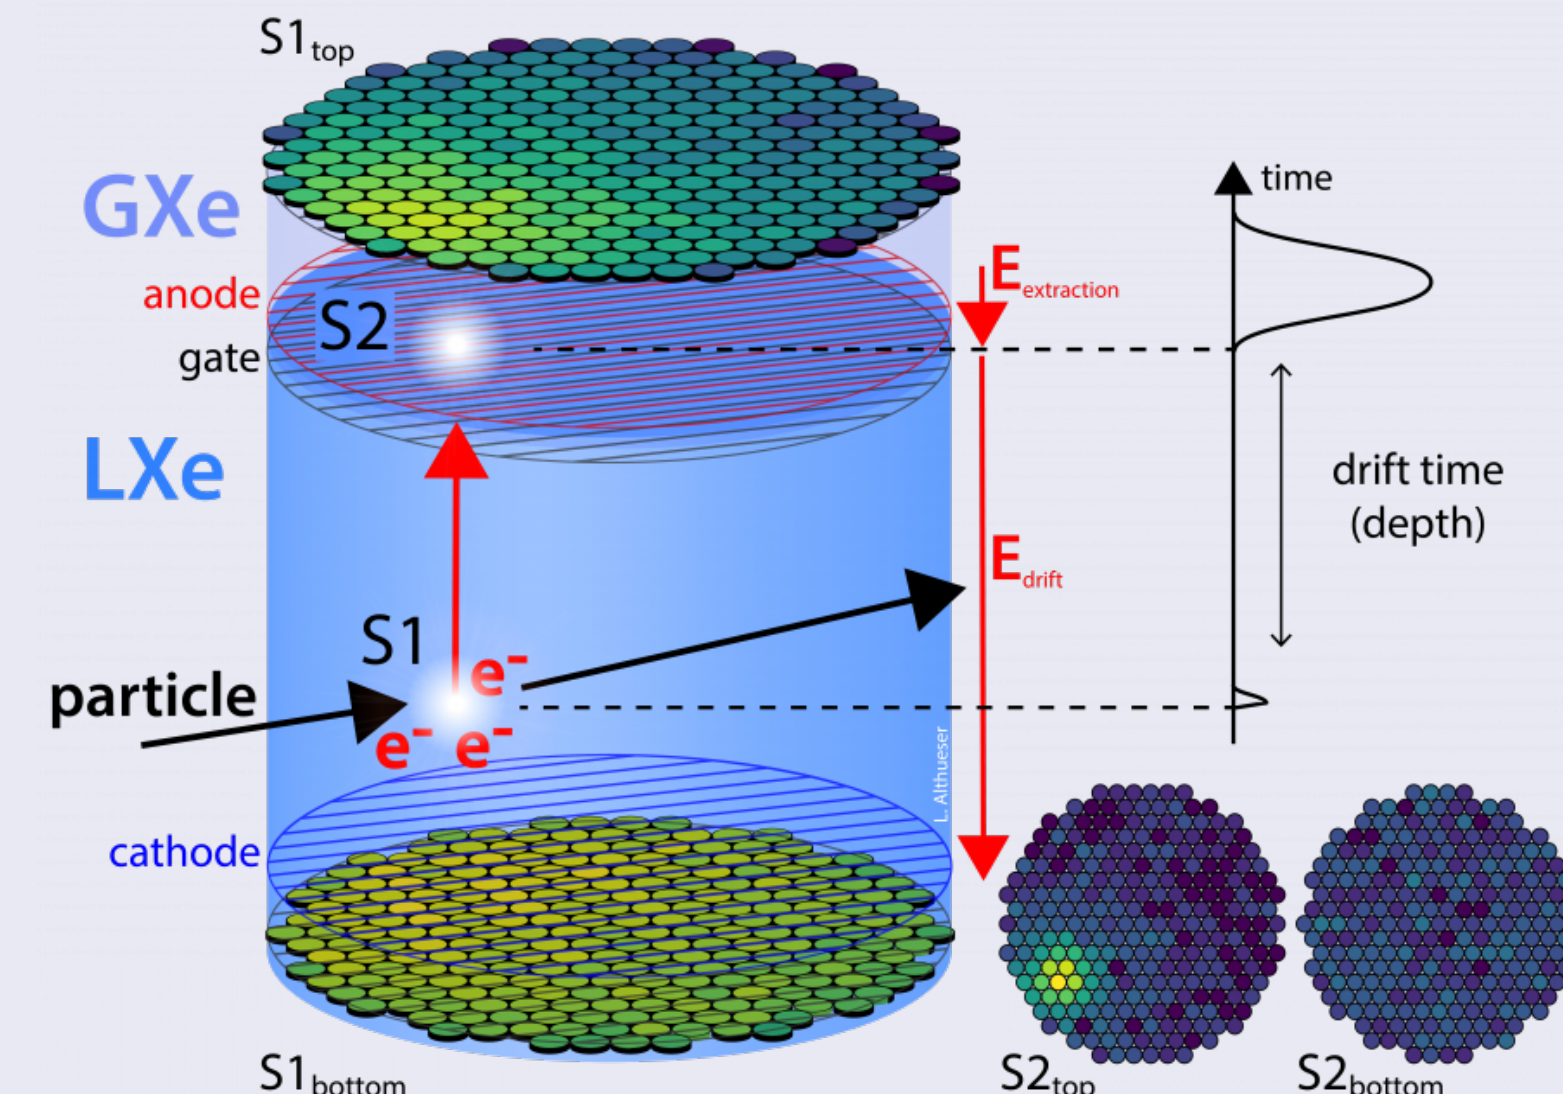 S1top
GXe
anode
S2
gate
LXe
S1
particle
e-
e- e-
cathode
S1bottom
Eextraction
Edrift
L. Althueser
time
drift time
(depth)
S2top
S2bottom